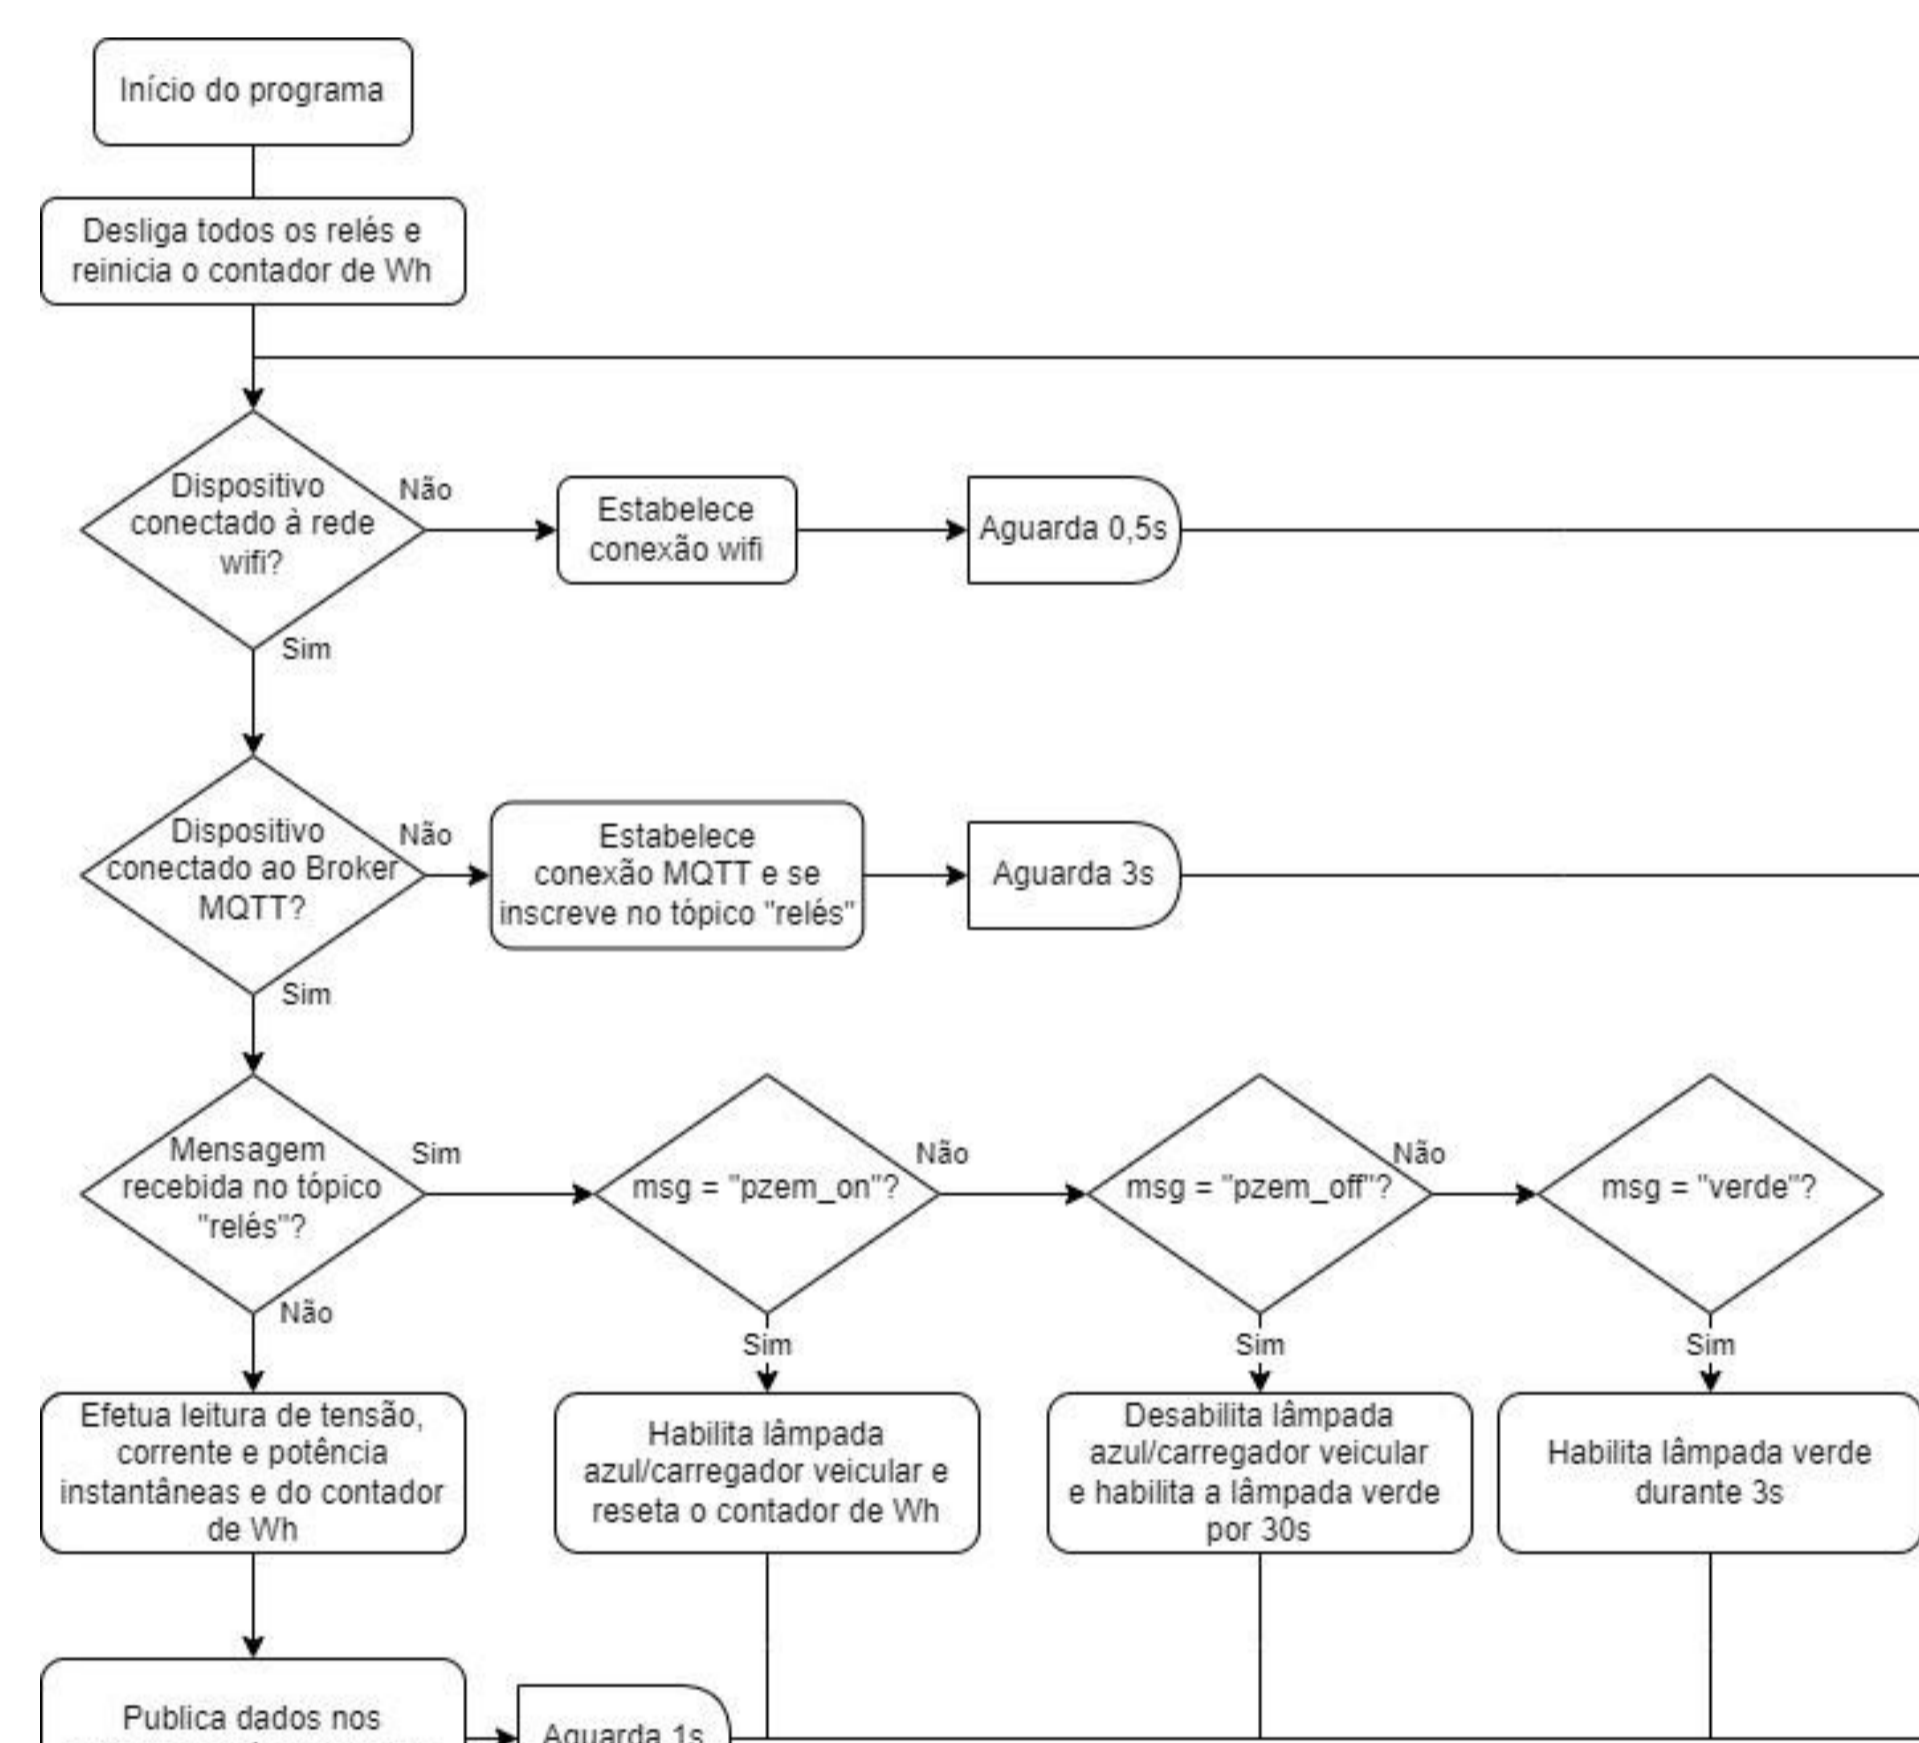 Início do programa
Desliga todos os relés e
reinicia o contador de Wh
Dispositivo
conectado à rede
wifi?
Não
Estabelece
conexão wifi
Aguarda 0,5s
Sim
Dispositivo
conectado ao Broker
MQTT?
Não
Estabelece
conexão MQTT e se
inscreve no tópico "relés"
Aguarda 3s
Sim
Mensagem
recebida no tópico
"relés"?
Sim
msg = "pzem_on"?
Não
msg = "pzem_off"?
Não
msg = "verde"?
Não
Sim
Sim
Sim
Efetua leitura de tensão,
corrente e potência
instantâneas e do contador
de Wh
Habilita lâmpada
azul/carregador veicular e
reseta o contador de Wh
Desabilita lâmpada
azul/carregador veicular
e habilita a lâmpada verde
por 30s
Habilita lâmpada verde
durante 3s
Publica dados nos
Aguarda 1s